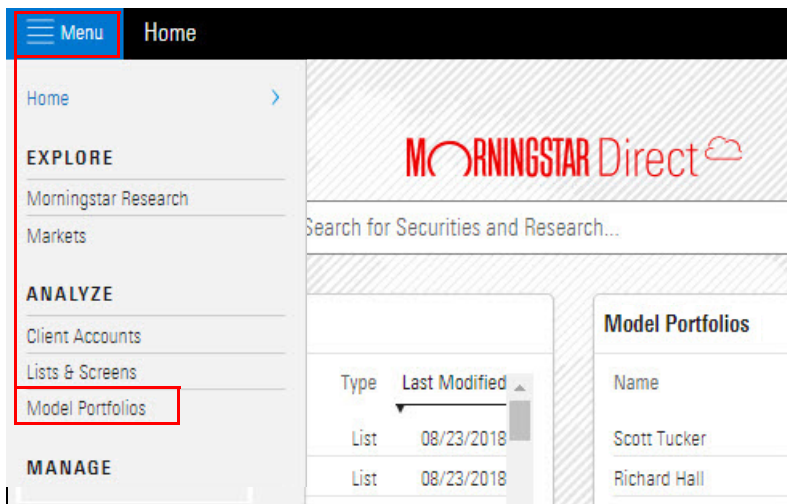 Menu
Home
Home
EXPLORE
Morningstar Research
Markets
ANALYZE
Client Accounts
Lists & Screens
Model Portfolios
MANAGE
MORNINGSTAR Direct
Search for Securities and Research...
Type Last Modified
List 08/23/2018
List 08/23/2018
Model Portfolios
Name
Scott Tucker
Richard Hall